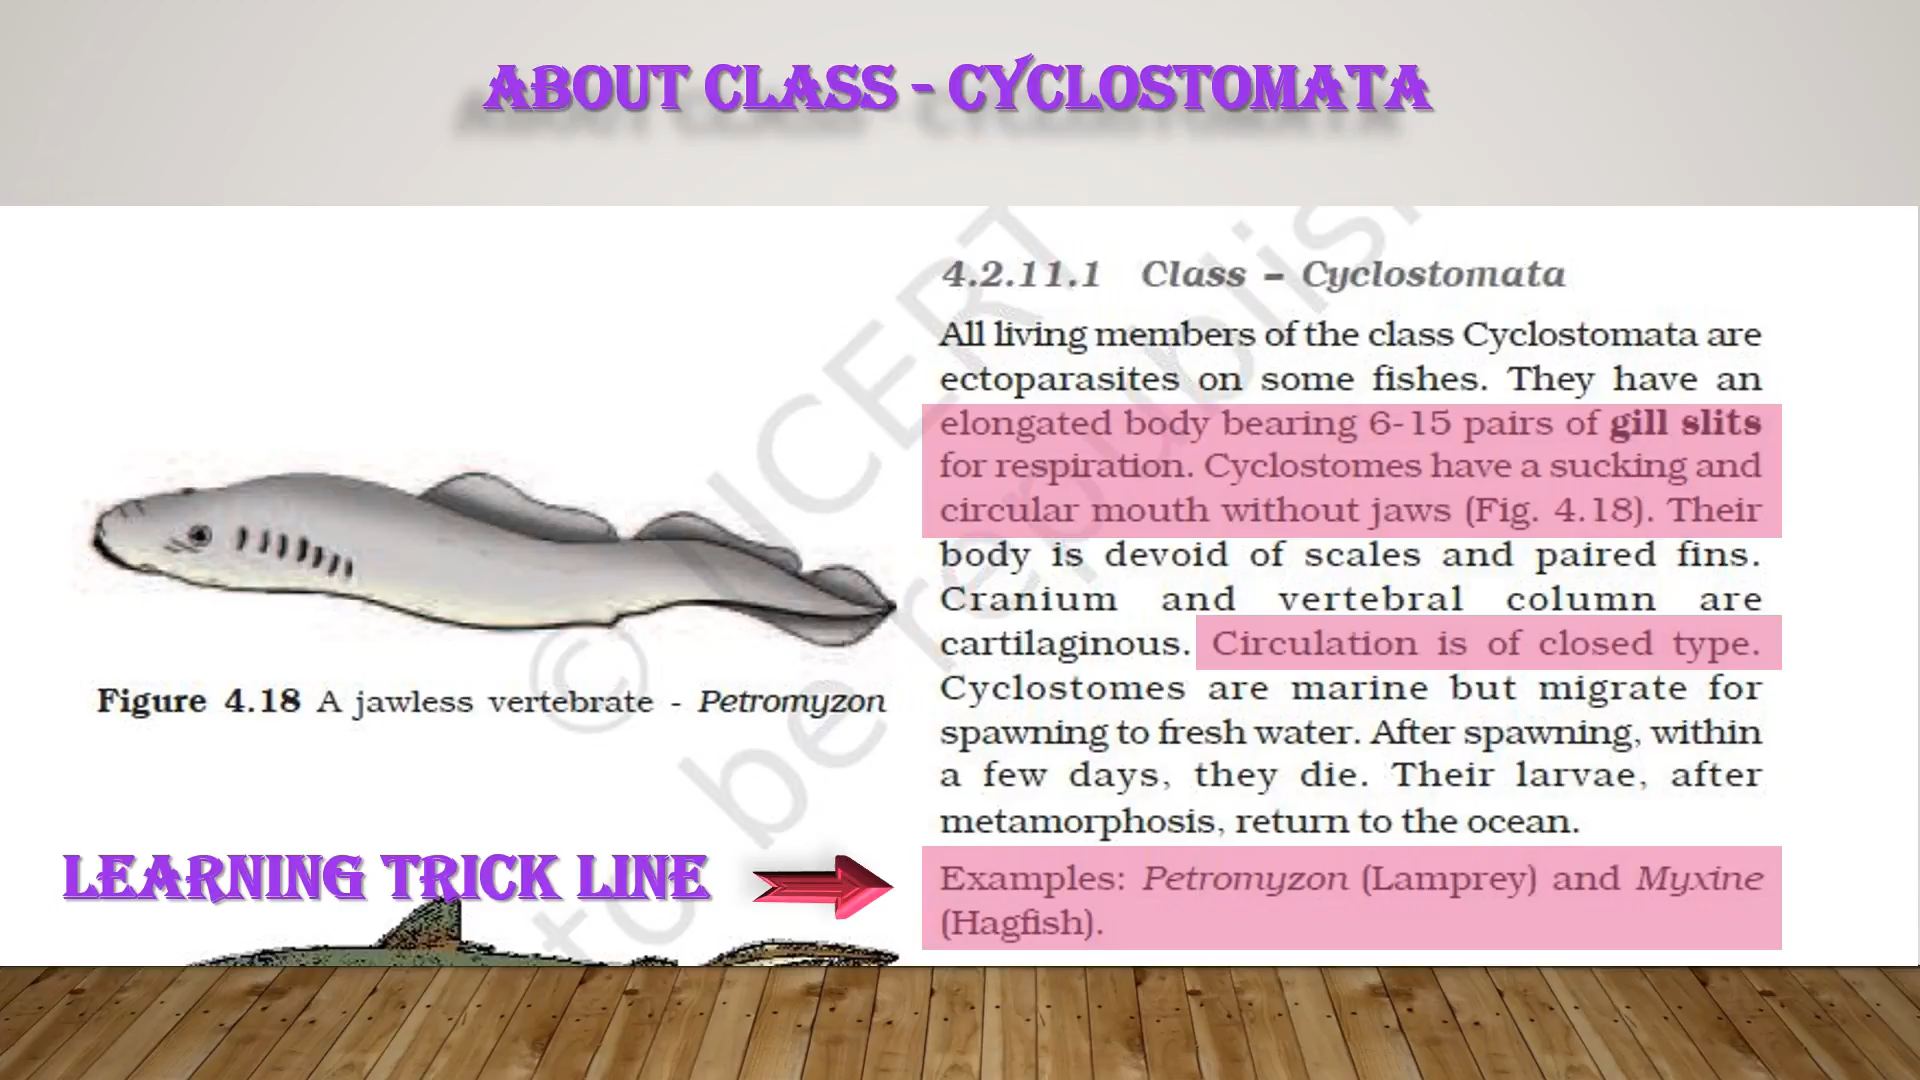 ABOUT CLASS - CYCLOSTOMATA
4.2.11.1 Class – Cyclostomata
All living members of the class Cyclostomata are
ectoparasites on some fishes. They have an
elongated body bearing 6-15 pairs of gill slits
for respiration. Cyclostomes have a sucking and
circular mouth without jaws (Fig. 4.18). Their
body is devoid of scales and paired fins.
Cranium and vertebral column are
cartilaginous. Circulation is of closed type.
Cyclostomes are marine but migrate for
spawning to fresh water. After spawning, within
a few days, they die. Their larvae, after
metamorphosis, return to the ocean.
Examples: Petromyzon (Lamprey) and Myxine
(Hagfish).
Figure 4.18 A jawless vertebrate - Petromyzon
LEARNING TRICK LINE
© NCERT
to be republis